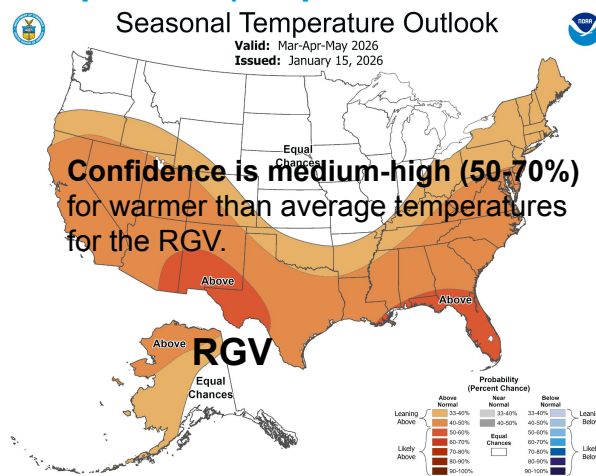 Seasonal Temperature Outlook
NOAA
Valid: Mar-Apr-May 2026
Issued: January 15, 2026
Equal
Chances
Confidence is medium-high (50-70%)
for warmer than average temperatures
for the RGV.
Above
Above
Above
RGV
Equal
Chances
Probability
(Percent Chance)
Above
Normal
Near
Normal
Below
Normal
Leaning
Above
33-40%
33-40%
33-40%
40-50%
40-50%
40-50%
50-60%
Equal
Chances
50-60%
Likely
Above
60-70%
60-70%
70-80%
70-80%
80-90%
80-90%
90-100%
90-100%